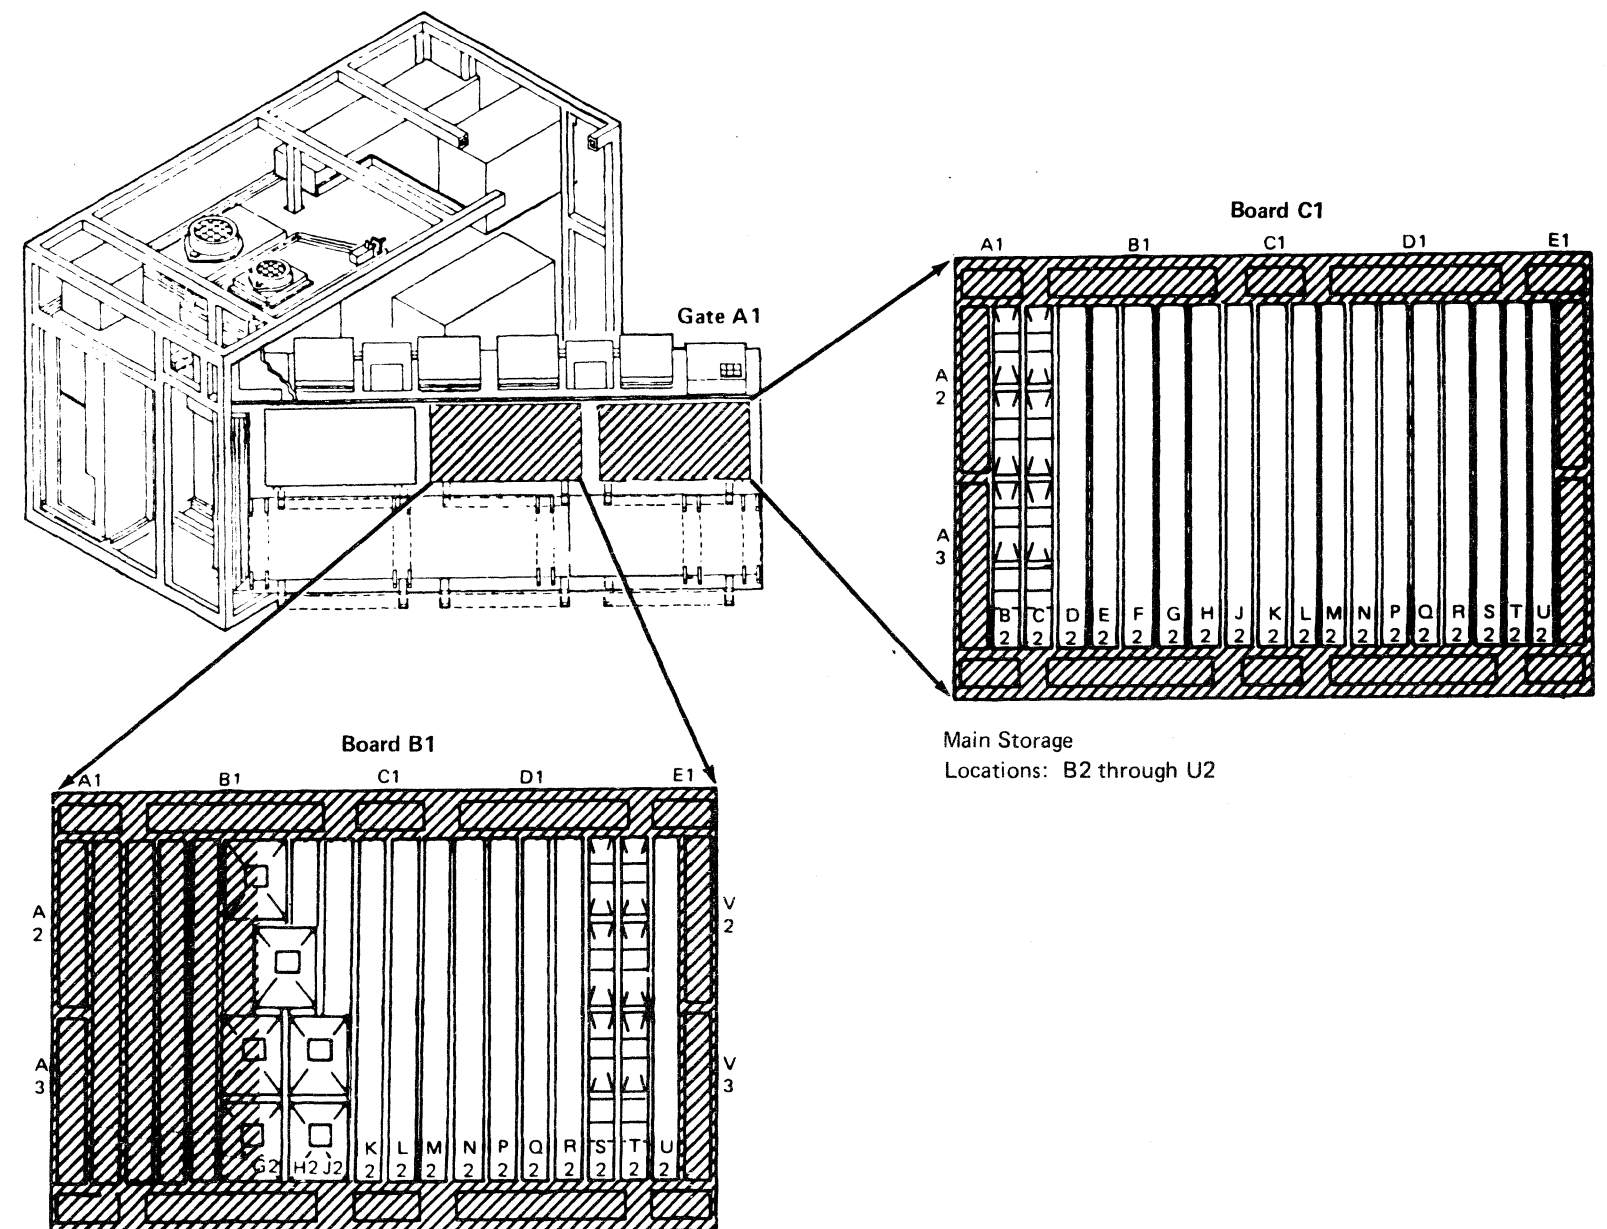 Gate A1
Board C1
A1 B1 C1 D1 E1
A
2
A
3
B C D E F G H J K L M N P Q R S T U
2 2 2 2 2 2 2 2 2 2 2 2 2 2 2 2 2 2
Main Storage
Locations: B2 through U2
Board B1
A1 B1 C1 D1 E1
A
2
V
2
A
3
V
3
K L M N P Q R S T U
G2 H2 J2 2 2 2 2 2 2 2 2 2 2